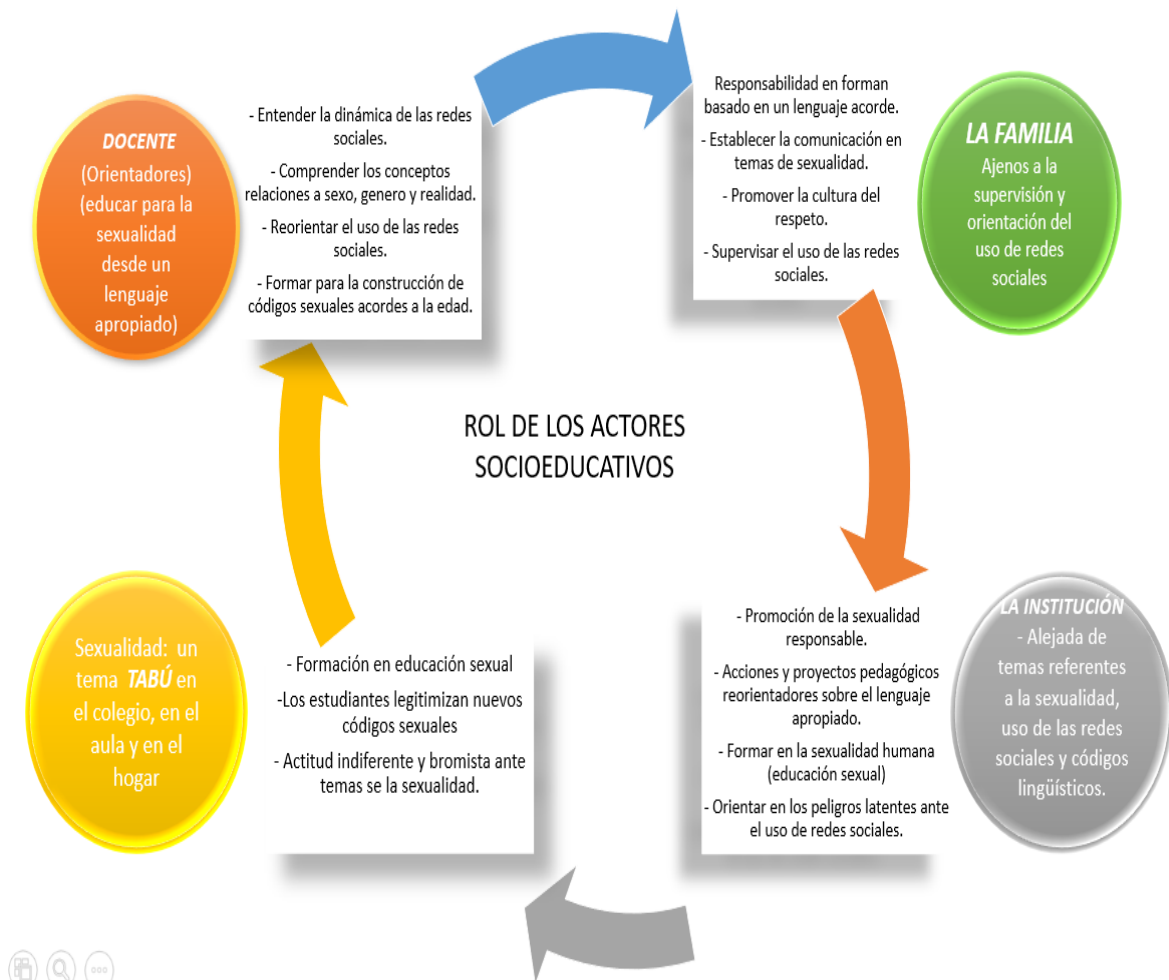 DOCENTE
(Orientadores)
(educar para la
sexualidad
desde un
lenguaje
apropiado)
- Entender la dinámica de las redes
sociales.
- Comprender los conceptos
relaciones a sexo, genero y realidad.
- Reorientar el uso de las redes
sociales.
- Formar para la construcción de
códigos sexuales acordes a la edad.
Responsabilidad en forman
basado en un lenguaje acorde.
- Establecer la comunicación en
temas de sexualidad.
- Promover la cultura del
respeto.
- Supervisar el uso de las redes
sociales.
LA FAMILIA
Ajenos a la
supervisión y
orientación del
uso de redes
sociales
ROL DE LOS ACTORES
SOCIOEDUCATIVOS
Sexualidad: un
tema TABÚ en
el colegio, en el
aula y en el
hogar
- Formación en educación sexual
-Los estudiantes legitimizan nuevos
códigos sexuales
- Actitud indiferente y bromista ante
temas se la sexualidad.
- Promoción de la sexualidad
responsable.
- Acciones y proyectos pedagógicos
reorientadores sobre el lenguaje
apropiado.
- Formar en la sexualidad humana
(educación sexual)
- Orientar en los peligros latentes ante
el uso de redes sociales.
LA INSTITUCIÓN
- Alejada de
temas referentes
a la sexualidad,
uso de las redes
sociales y códigos
lingüísticos.